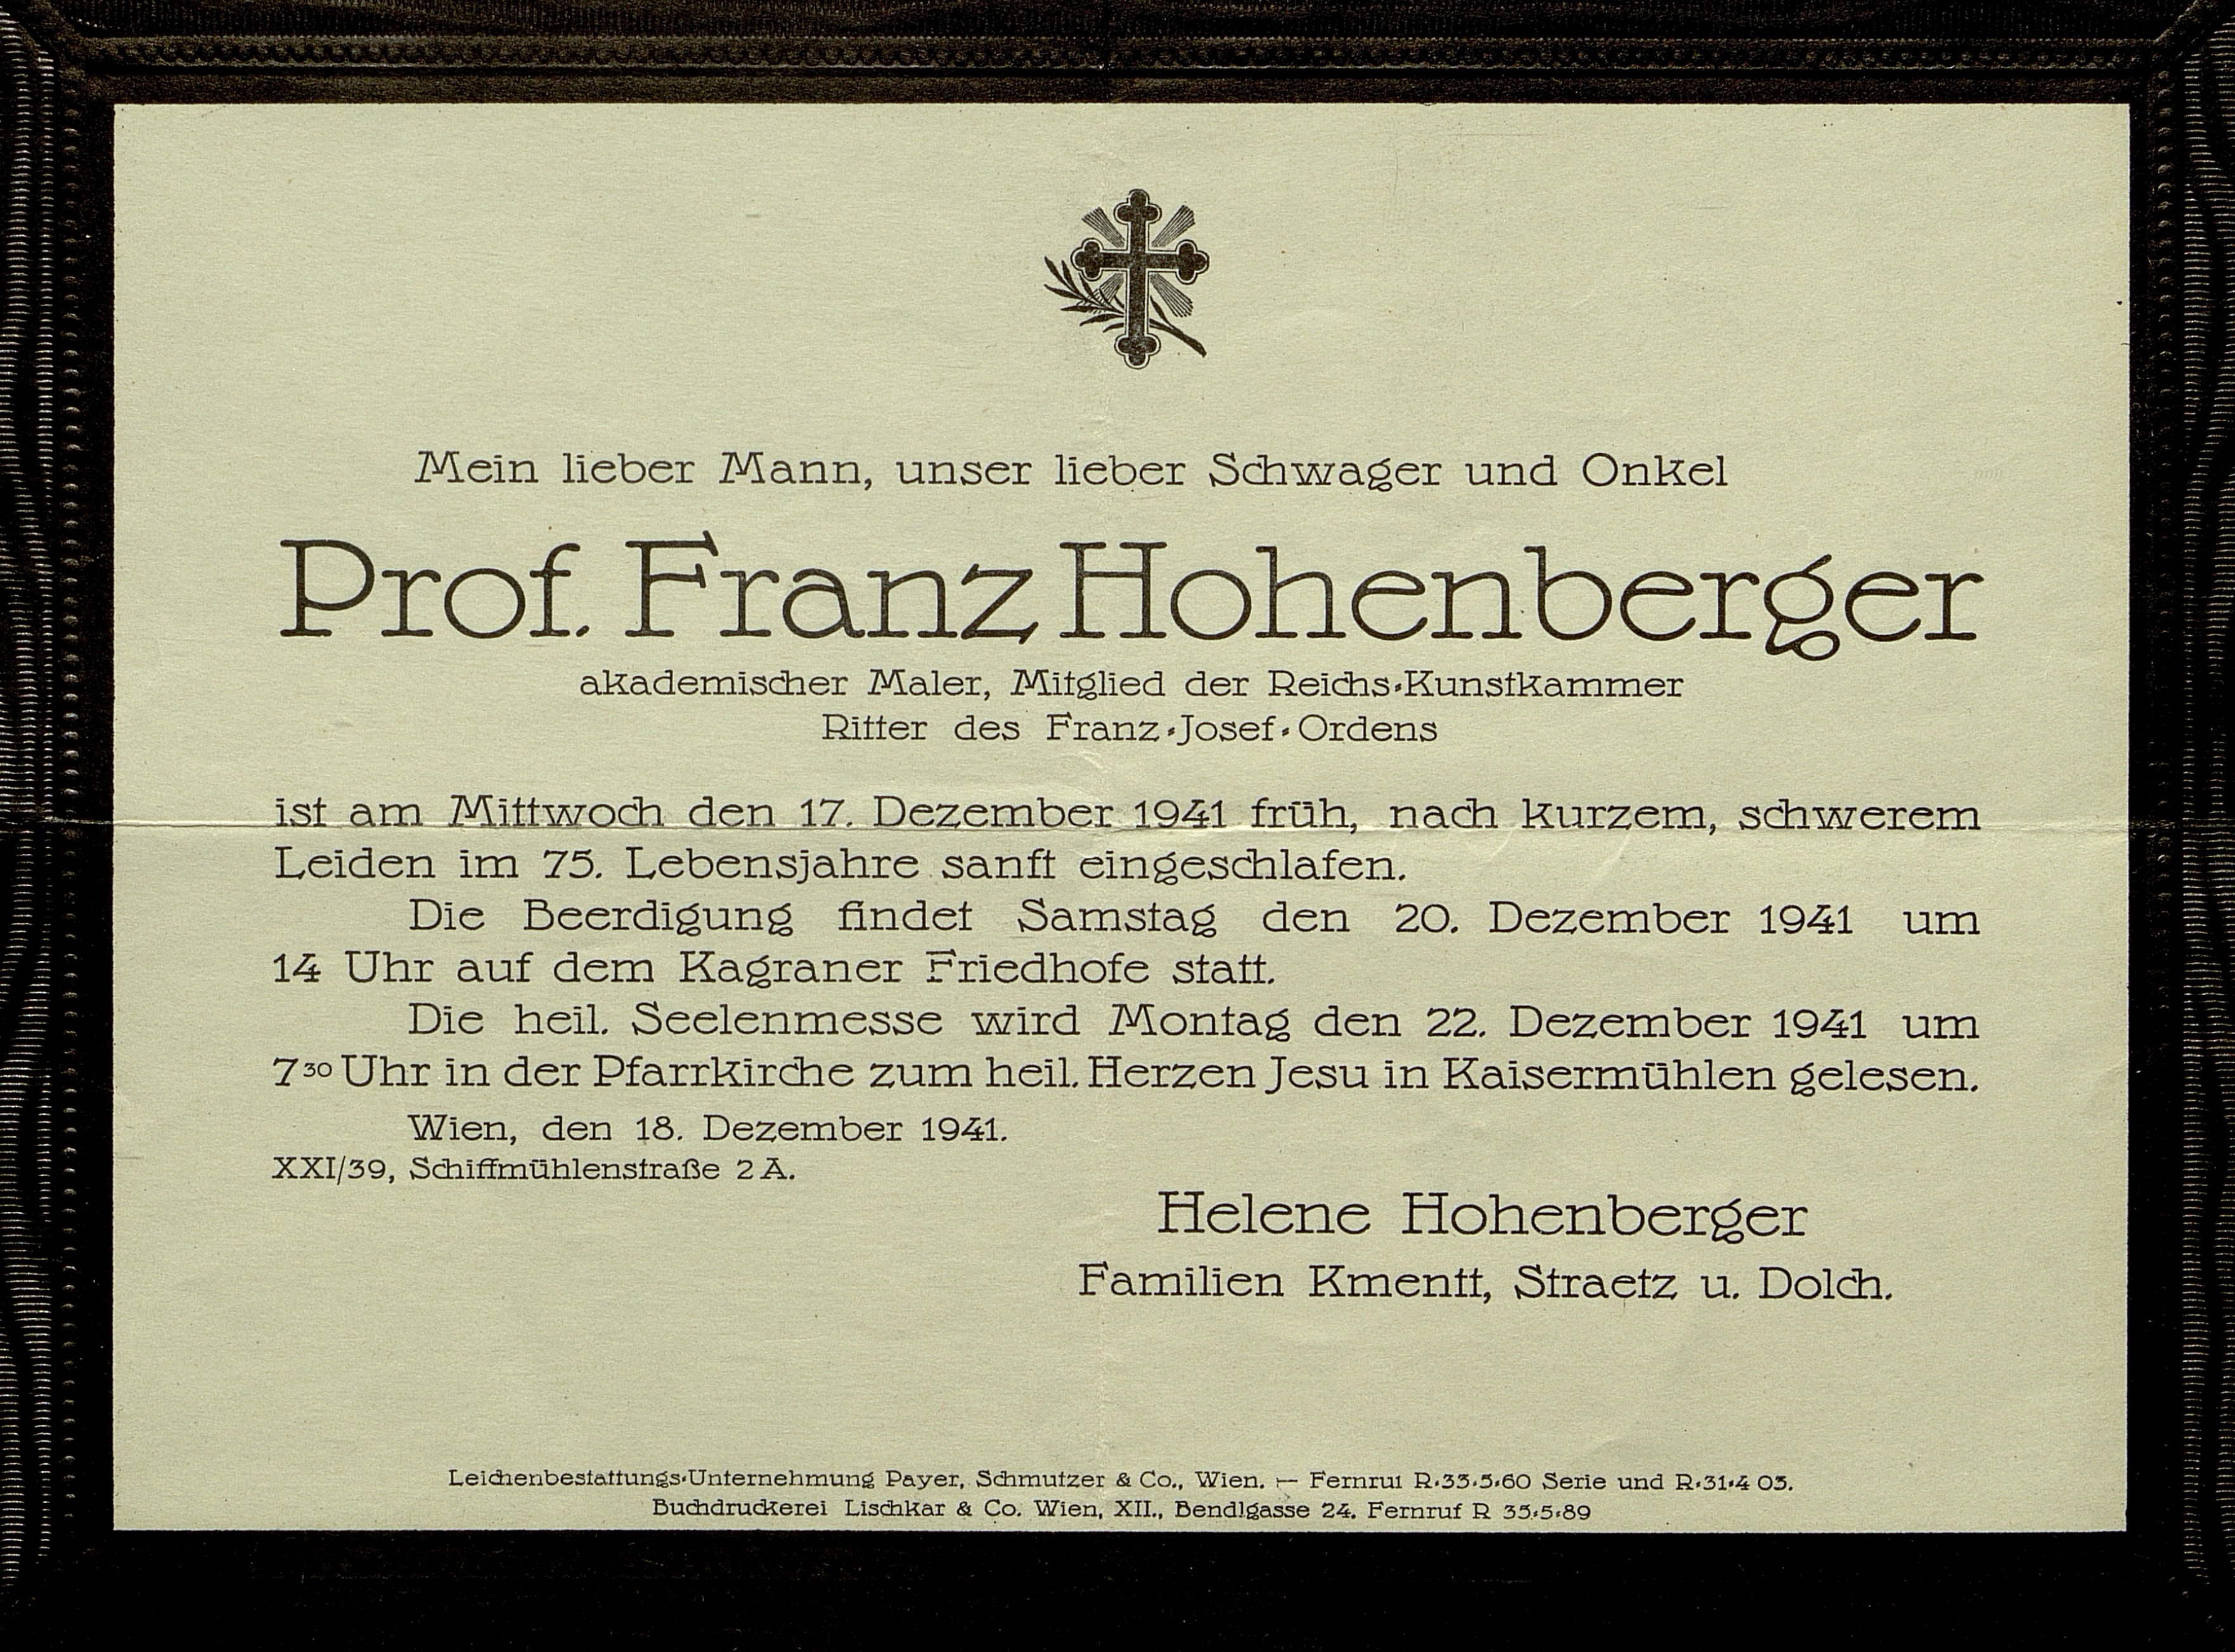 Mein lieber Mann, unser lieber Schwager und Onkel
Prof. Franz Hohenberger
akademischer Maler, Mitglied der Reichs-Kunstkammer
Ritter des Franz-Josef-Ordens
ist am Mittwoch den 17. Dezember 1941 früh, nach kurzem, schwerem
Leiden im 75. Lebensjahre sanft eingeschlafen.
Die Beerdigung findet Samstag den 20. Dezember 1941 um
14 Uhr auf dem Kagraner Friedhofe statt.
Die heil. Seelenmesse wird Montag den 22. Dezember 1941 um
7³⁰ Uhr in der Pfarrkirche zum heil. Herzen Jesu in Kaisermühlen gelesen.
Wien, den 18. Dezember 1941.
XXI/39, Schiffmühlenstraße 2 A.
Helene Hohenberger
Familien Kmentt, Straetz u. Dolch.
Leichenbestattungs-Unternehmung Payer, Schmutzer & Co., Wien. — Fernruf R-33-5-60 Serie und R-31-4 03.
Buchdruckerei Lischkar & Co. Wien, XII., Bendlgasse 24. Fernruf R 35-5-89